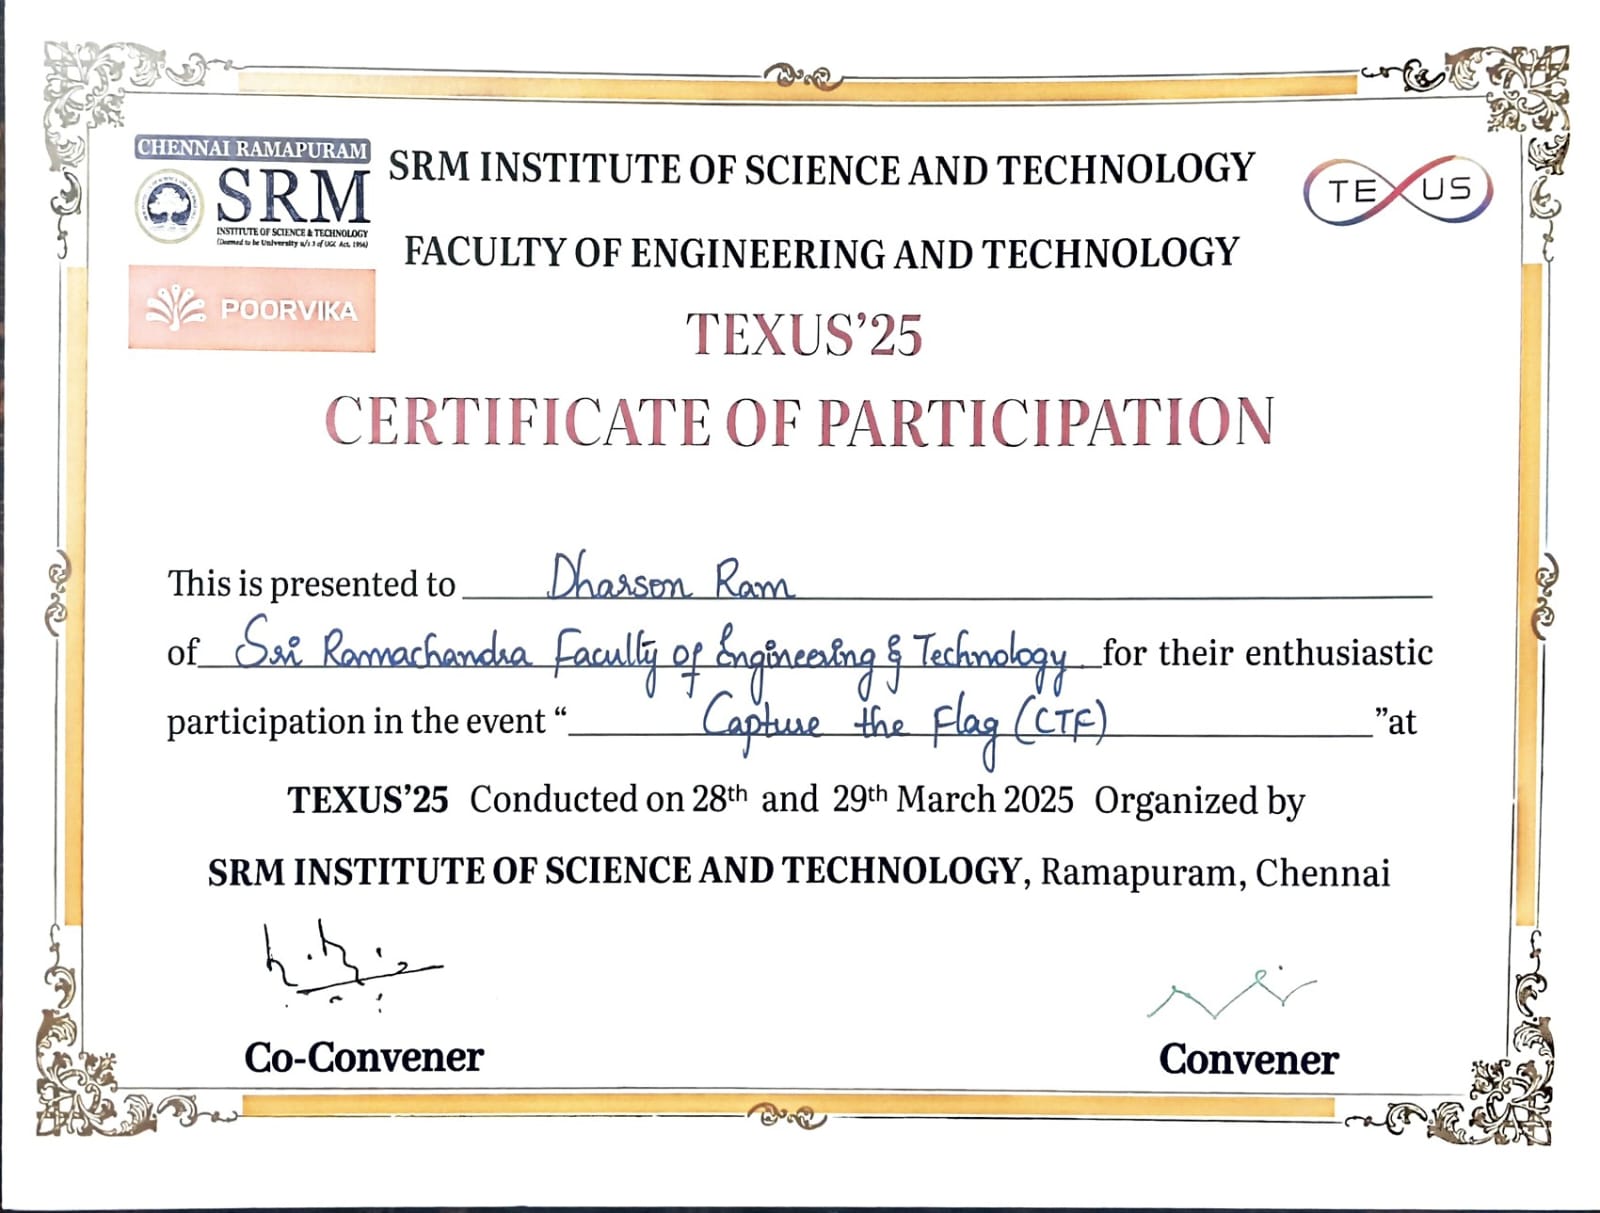 CHENNAI RAMAPURAM
SRM
INSTITUTE OF SCIENCE & TECHNOLOGY
(Deemed to be University u/s 3 of UGC Act, 1956)
POORVIKA
SRM INSTITUTE OF SCIENCE AND TECHNOLOGY
FACULTY OF ENGINEERING AND TECHNOLOGY
TEXUS
TEXUS’25
CERTIFICATE OF PARTICIPATION
This is presented to Dharson Ram
of Sri Ramachandra Faculty of Engineering & Technology for their enthusiastic
participation in the event “ Capture the Flag (CTF) ”at
TEXUS’25 Conducted on 28th and 29th March 2025 Organized by
SRM INSTITUTE OF SCIENCE AND TECHNOLOGY, Ramapuram, Chennai
Co-Convener
Convener